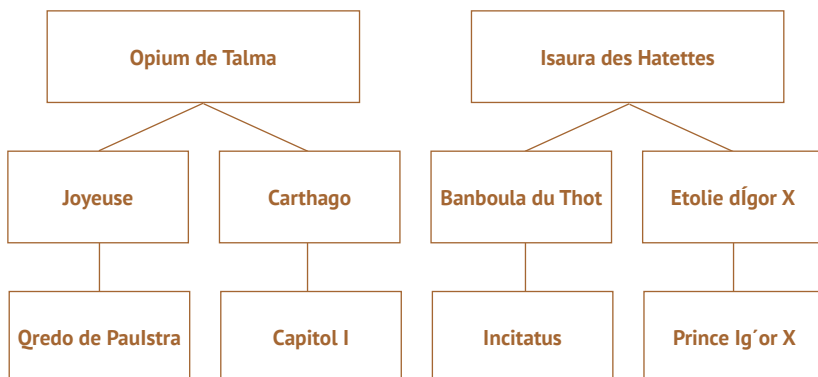 Opium de Talma
Isaura des Hatettes
Joyeuse
Carthago
Banboula du Thot
Etolie dÍgor X
Qredo de Paulstra
Capitol I
Incitatus
Prince Ig´or X